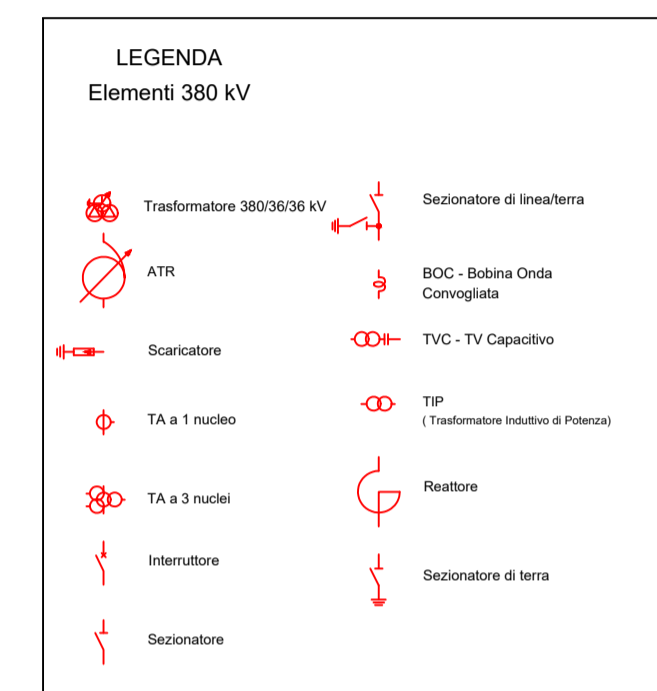 LEGENDA
Elementi 380 kV
Trasformatore 380/36/36 kV
ATR
Scaricatore
TA a 1 nucleo
TA a 3 nuclei
Interruttore
Sezionatore
Sezionatore di linea/terra
BOC - Bobina Onda
Convogliata
TVC - TV Capacitivo
TIP
( Trasformatore Induttivo di Potenza)
Reattore
Sezionatore di terra